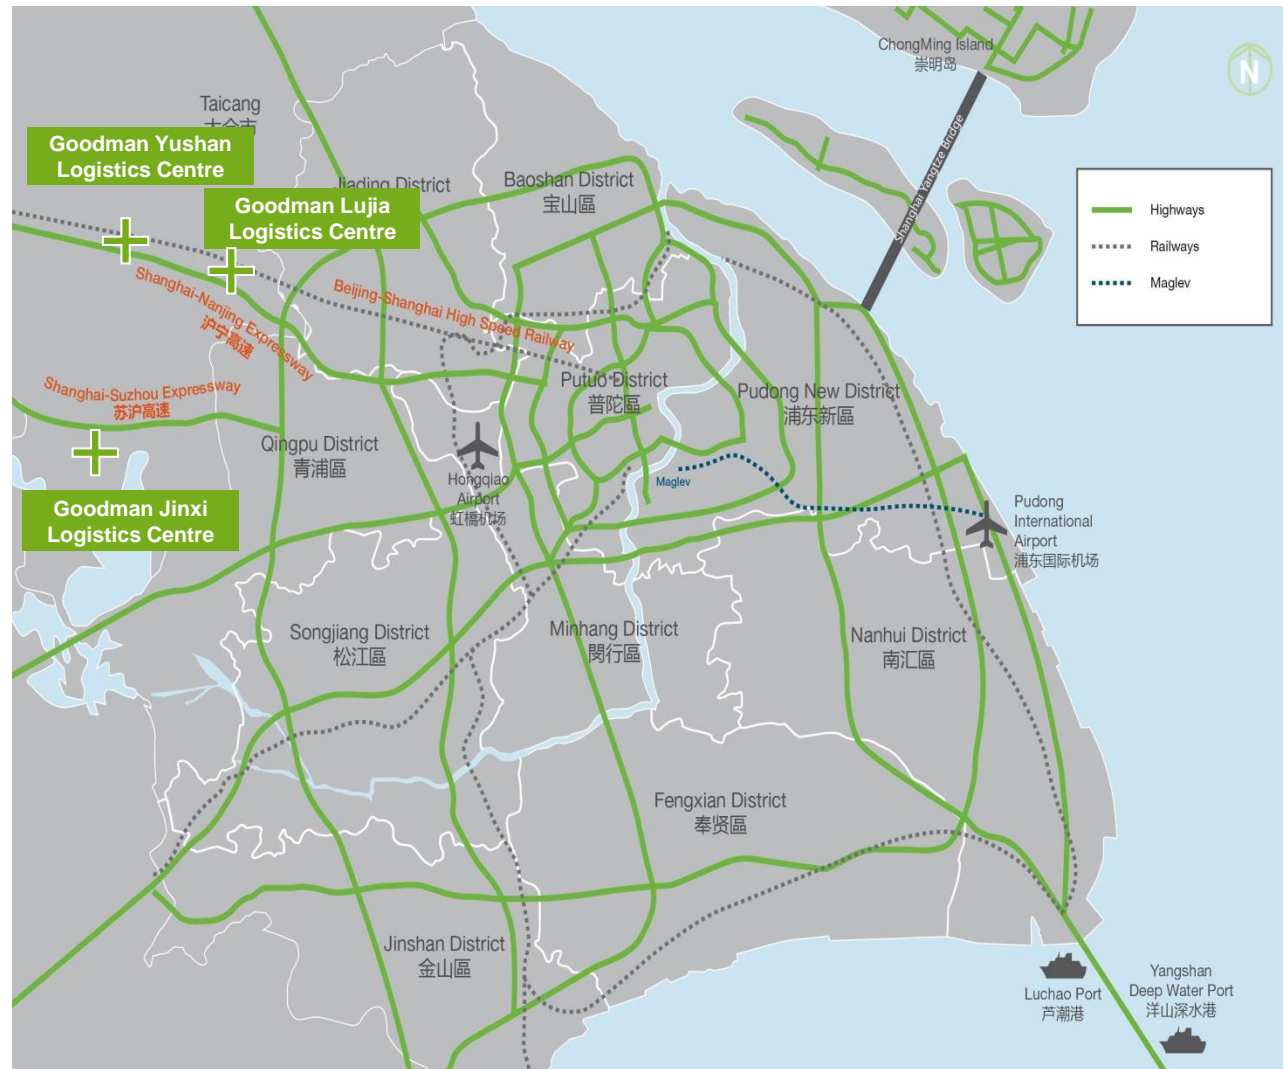 ChongMing Island
崇明岛
N
Taicang
Goodman Yushan
Logistics Centre
Jiading District
Baoshan District
宝山區
Goodman Lujia
Logistics Centre
Shanghai Yangtze Bridge
Highways
Railways
Maglev
Shanghai-Nanjing Expressway
沪宁高速
Beijing-Shanghai High Speed Railway
Shanghai-Suzhou Expressway
苏沪高速
Putuo District
普陀區
Pudong New District
浦东新區
Qingpu District
青浦區
Hongqiao
Airport
虹橋机场
Maglev
Goodman Jinxi
Logistics Centre
Pudong
International
Airport
浦东国际机场
Songjiang District
松江區
Minhang District
閔行區
Nanhui District
南汇區
Fengxian District
奉贤區
Jinshan District
金山區
Luchao Port
芦潮港
Yangshan
Deep Water Port
洋山深水港